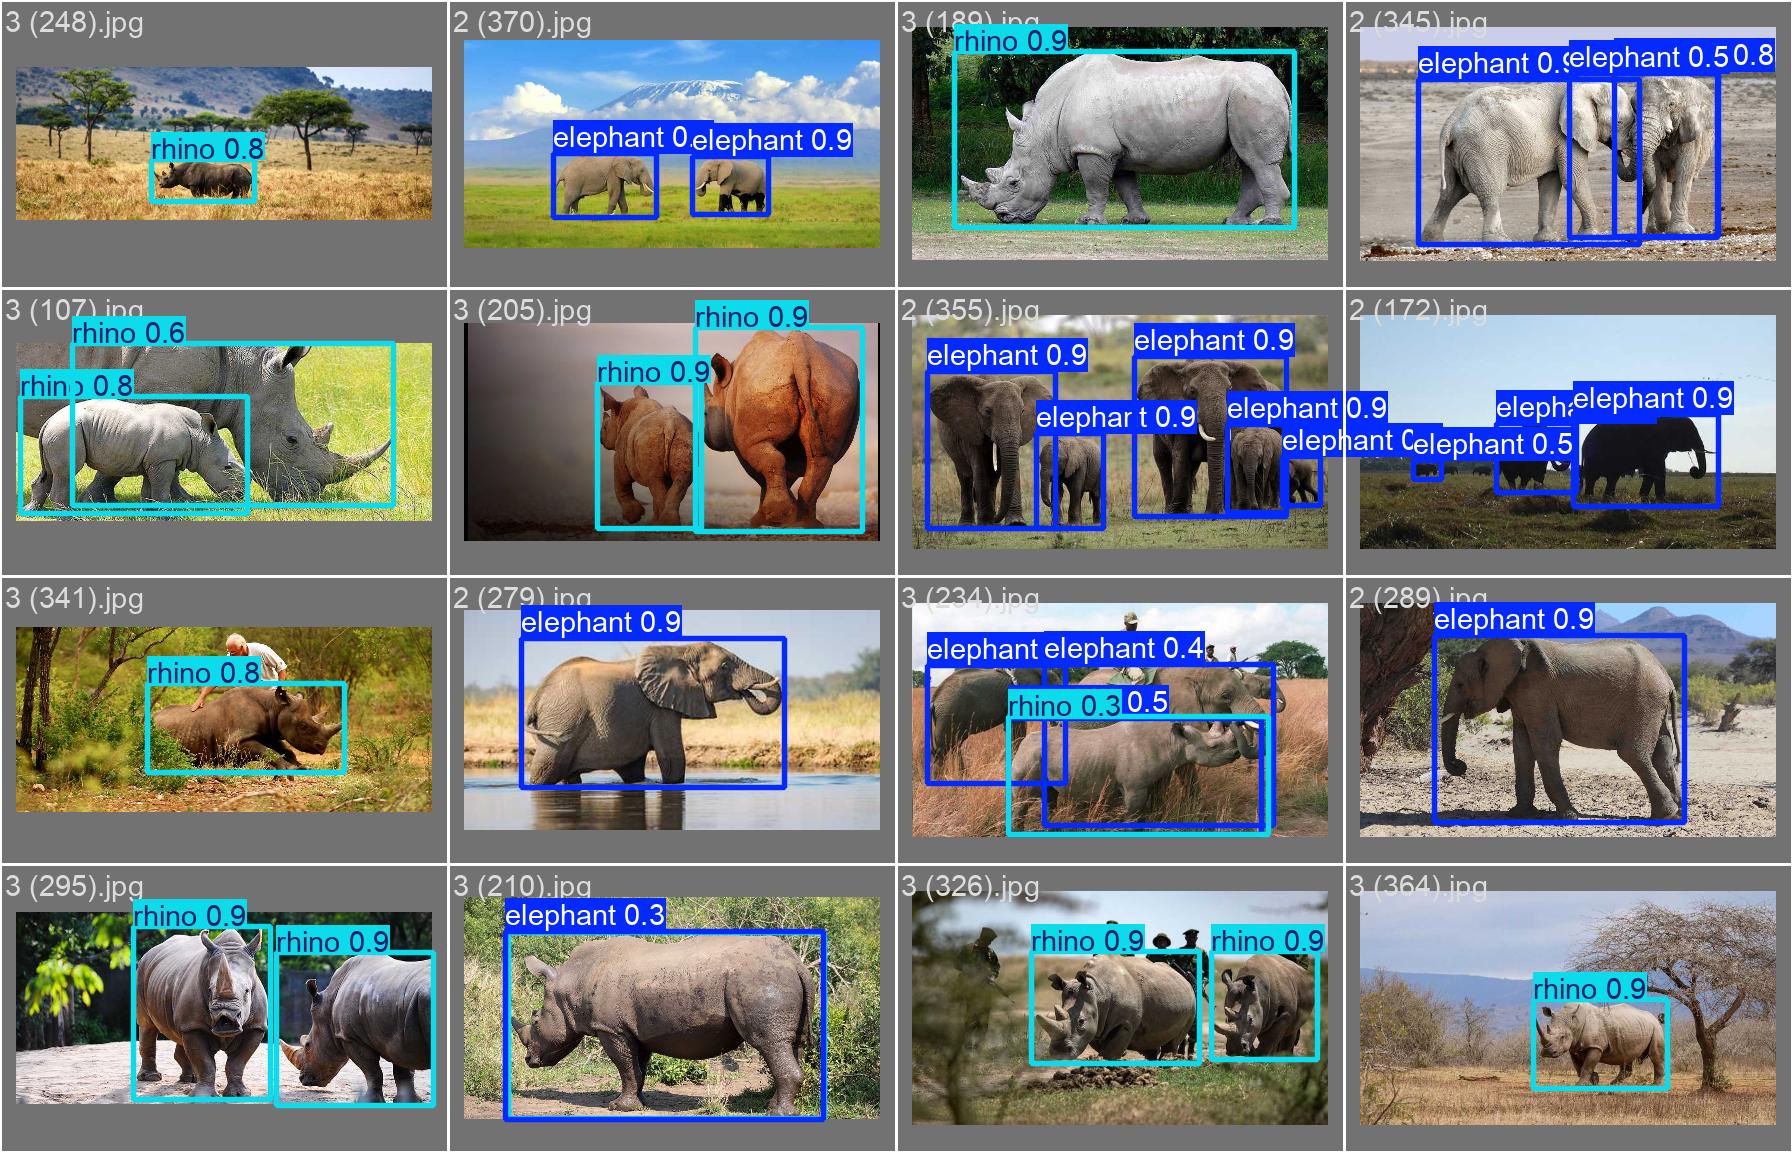 3 (248).jpg
rhino 0.8
2 (370).jpg
elephant 0.
elephant 0.9
3 (189).jpg
rhino 0.9
2 (345).jpg
elephant 0.9
elephant 0.5
0.8
3 (107).jpg
rhino 0.6
rhino 0.8
3 (205).jpg
rhino 0.9
rhino 0.9
2 (355).jpg
elephant 0.9
elephant 0.9
elephant 0.9
elephant 0.9
elephant 0
2 (172).jpg
eleph
elephant 0.9
elephant 0.5
3 (341).jpg
rhino 0.8
2 (279).jpg
elephant 0.9
3 (234).jpg
elephant
elephant 0.4
rhino 0.3
0.5
2 (289).jpg
elephant 0.9
3 (295).jpg
rhino 0.9
rhino 0.9
3 (210).jpg
elephant 0.3
3 (326).jpg
rhino 0.9
rhino 0.9
3 (364).jpg
rhino 0.9